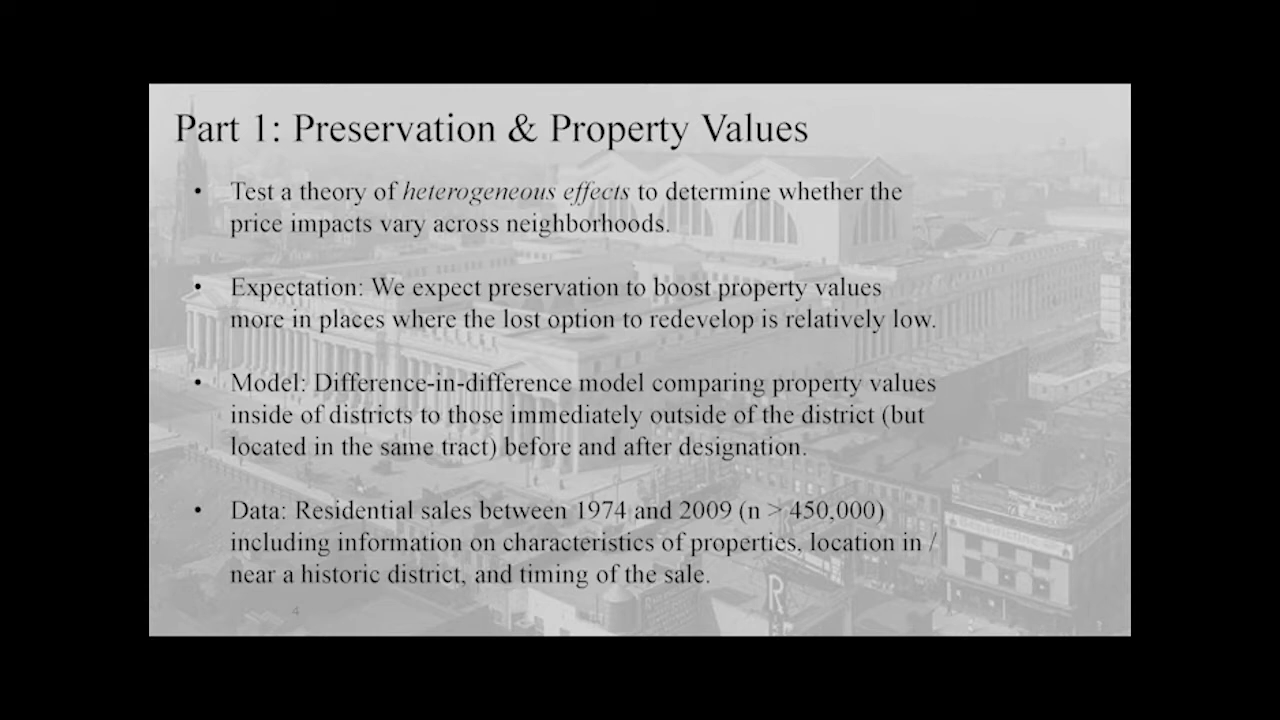 Part 1: Preservation & Property Values
• Test a theory of heterogeneous effects to determine whether the
price impacts vary across neighborhoods.
• Expectation: We expect preservation to boost property values
more in places where the lost option to redevelop is relatively low.
• Model: Difference-in-difference model comparing property values
inside of districts to those immediately outside of the district (but
located in the same tract) before and after designation.
• Data: Residential sales between 1974 and 2009 (n > 450,000)
including information on characteristics of properties, location in /
near a historic district, and timing of the sale.
4
R